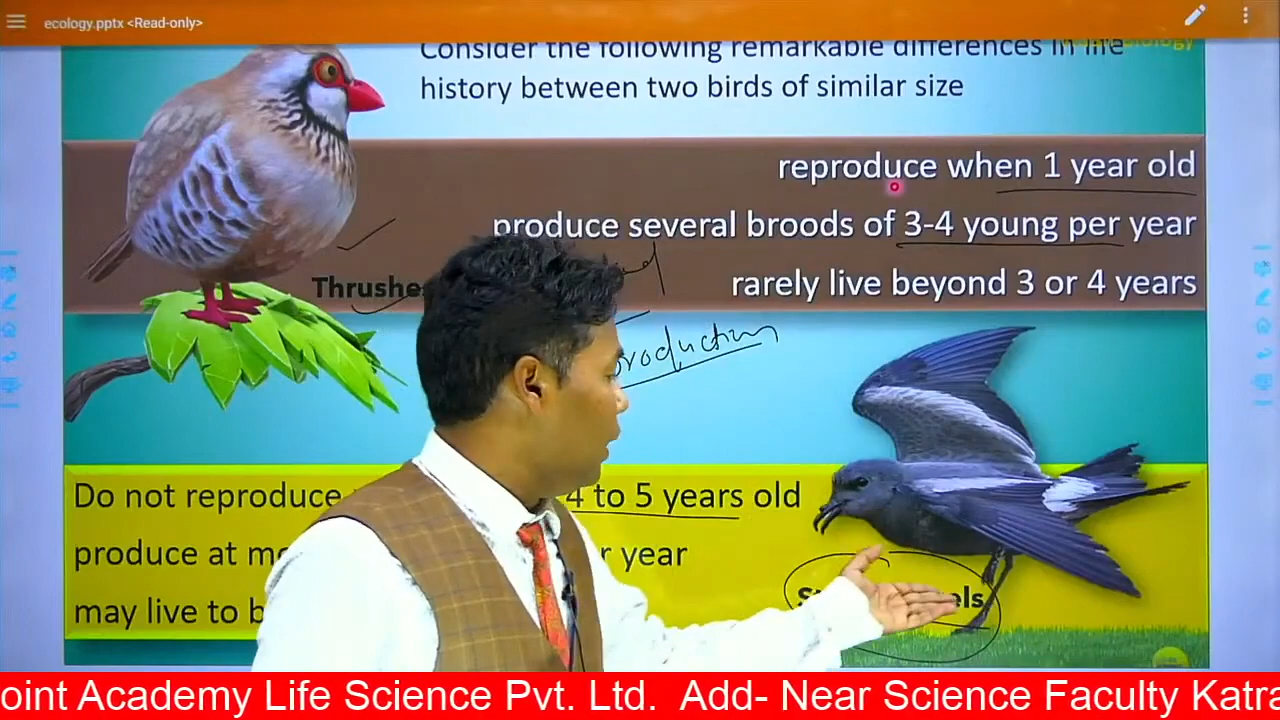 ecology.pptx <Read-only>
Consider the following remarkable differences in life
history between two birds of similar size
reproduce when 1 year old
produce several broods of 3-4 young per year
rarely live beyond 3 or 4 years
Thrushe
production
Do not reproduce 4 to 5 years old
produce at year
may live to
oint Academy Life Science Pvt. Ltd. Add- Near Science Faculty Katra